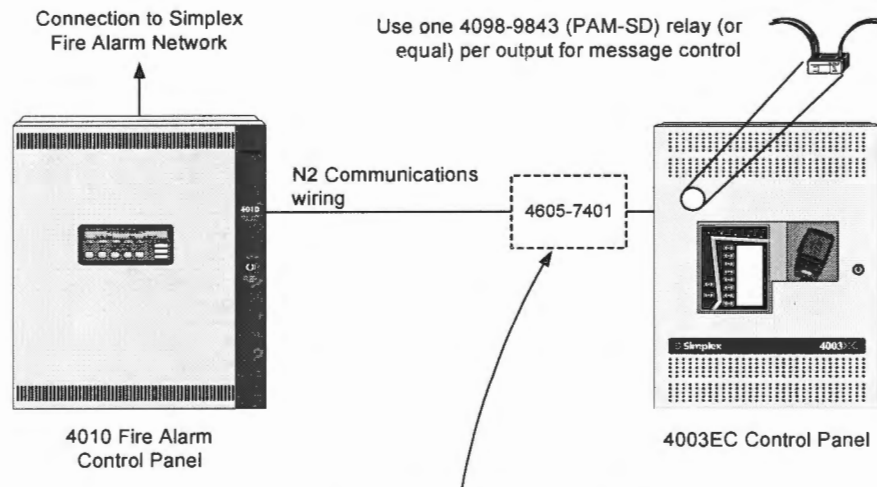 Connection to Simplex
Fire Alarm Network
Use one 4098-9843 (PAM-SD) relay (or
equal) per output for message control
N2 Communications
wiring
4605-7401
4010
Simplex
4003EC
4010 Fire Alarm
Control Panel
4003EC Control Panel